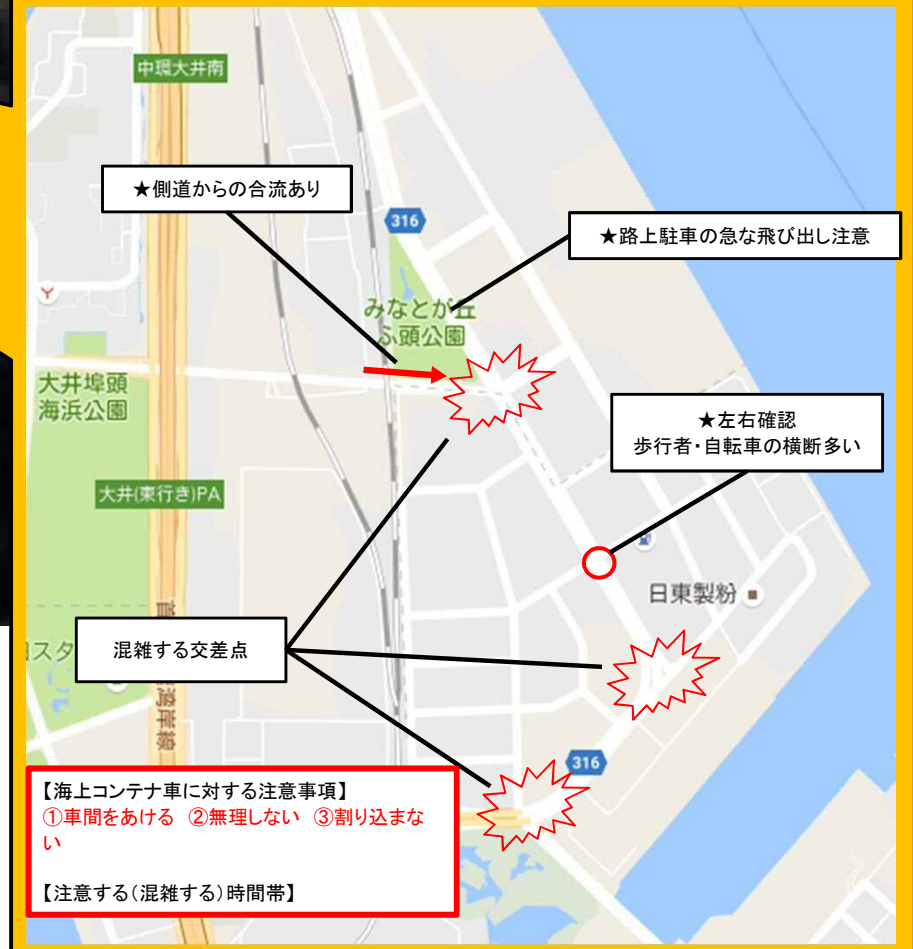 中環大井南
★側道からの合流あり
316
★路上駐車の急な飛び出し注意
みなとが丘
ふ頭公園
大井埠頭
海浜公園
★左右確認
歩行者・自転車の横断多い
大井(東行き)PA
日東製粉
首
スタ
混雑する交差点
湾岸線
316
【海上コンテナ車に対する注意事項】
①車間をあける ②無理しない ③割り込まな
い
【注意する(混雑する)時間帯】